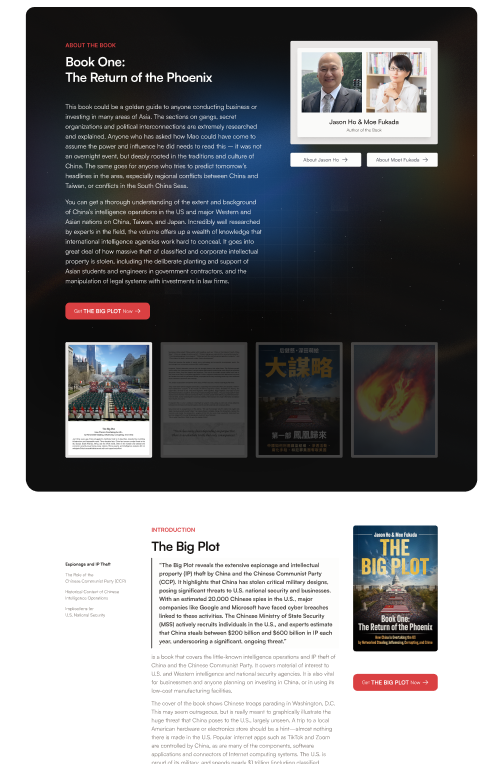 ABOUT THE BOOK
Book One:
The Return of the Phoenix
This book could be a golden guide to anyone conducting business or
investing in many areas of Asia. The sections on gangs, secret
organizations and political interconnections are extremely researched
and explained. Anyone who has asked how Mao could have come to
assume the power and influence he did needs to read this — it was not
an overnight event, but deeply rooted in the traditions and culture of
China. The same goes for anyone who tries to predict tomorrow's
headlines in the area, especially regional conflicts between China and
Taiwan, or conflicts in the South China Seas.
You can get a thorough understanding of the extent and background
of China's intelligence operations in the US and major Western and
Asian nations on China, Taiwan, and Japan. Incredibly well researched
by experts in the field, the volume offers up a wealth of knowledge that
international intelligence agencies work hard to conceal. It goes into
great deal of how massive theft of classified and corporate intellectual
property is stolen, including the deliberate planting and support of
Asian students and engineers in government contractors, and the
manipulation of legal systems with investments in law firms.
Get THE BIG PLOT Now →
Jason Ho & Moe Fukada
Author of the Book
About Jason Ho →
About Moet Fukada →
The Big Plot
大謀略
第一部 鳳凰歸來
INTRODUCTION
The Big Plot
Espionage and IP Theft
The Role of the
Chinese Communist Party (CCP)
Historical Context of Chinese
Intelligence Operations
Implications for
U.S. National Security
"The Big Plot reveals the extensive espionage and intellectual
property (IP) theft by China and the Chinese Communist Party
(CCP). It highlights that China has stolen critical military designs,
posing significant threats to U.S. national security and businesses.
With an estimated 20,000 Chinese spies in the U.S., major
companies like Google and Microsoft have faced cyber breaches
linked to these activities. The Chinese Ministry of State Security
(MSS) actively recruits individuals in the U.S., and experts estimate
that China steals between $200 billion and $600 billion in IP each
year, underscoring a significant, ongoing threat."
is a book that covers the little-known intelligence operations and IP theft of
China and the Chinese Communist Party. It covers material of interest to
U.S. and Western intelligence and national security agencies. It is also vital
for businessmen and anyone planning on investing in China, or in using its
low-cost manufacturing facilities.
The cover of the book shows Chinese troops parading in Washington, D.C.
This may seem outrageous, but is really meant to graphically illustrate the
huge threat that China poses to the U.S., largely unseen. A trip to a local
American hardware or electronics store should be a hint—almost nothing
there is made in the U.S. Popular internet apps such as TikTok and Zoom
are controlled by China, as are many of the components, software
applications and connectors of Internet and Telecommunications. The U.S. is
proud of its military, and spends nearly $1 trillion (including classified
Jason Ho & Moe Fukada
THE
BIG PLOT
Book One:
The Return of the Phoenix
Get THE BIG PLOT Now →